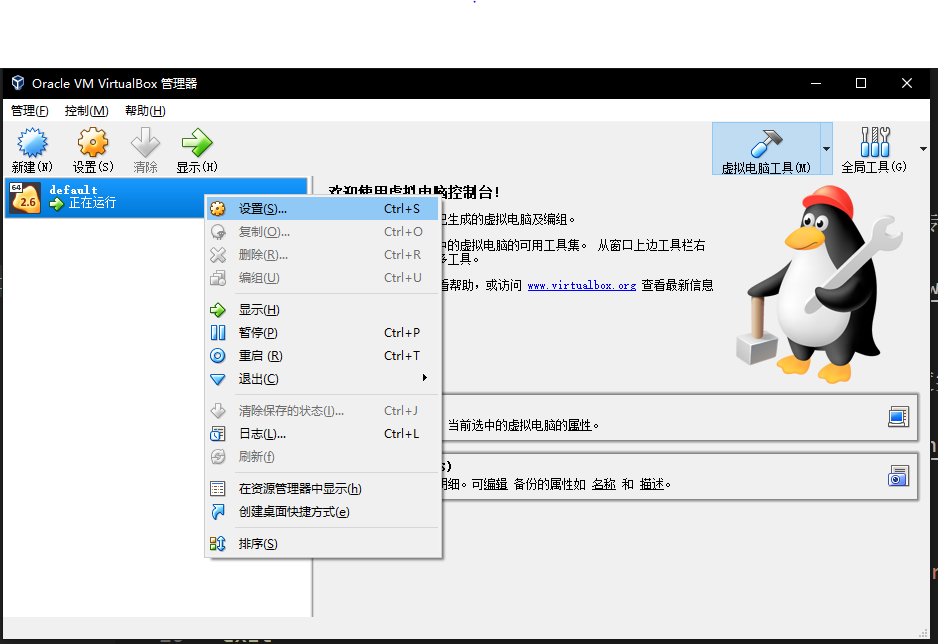 Oracle VM VirtualBox 管理器
管理(F) 控制(M) 帮助(H)
新建(N) 设置(S) 清除 显示(H) 虚拟电脑工具(M) 全局工具(G)
64
2.6
default
正在运行
欢迎使用虚拟电脑控制台!
已生成的虚拟电脑及编组。
中的虚拟电脑的可用工具集。 从窗口上边工具栏右
多工具。
看帮助，或访问 www.virtualbox.org 查看最新信息
设置(S)... Ctrl+S
复制(O)... Ctrl+O
删除(R)... Ctrl+R
编组(U) Ctrl+U
显示(H)
暂停(P) Ctrl+P
重启 (R) Ctrl+T
退出(C)
清除保存的状态(J)... Ctrl+J
日志(L)... Ctrl+L
刷新(f)
在资源管理器中显示(h)
创建桌面快捷方式(e)
排序(S)
当前选中的虚拟电脑的属性。
S)
明细。可编辑 备份的属性如 名称 和 描述。